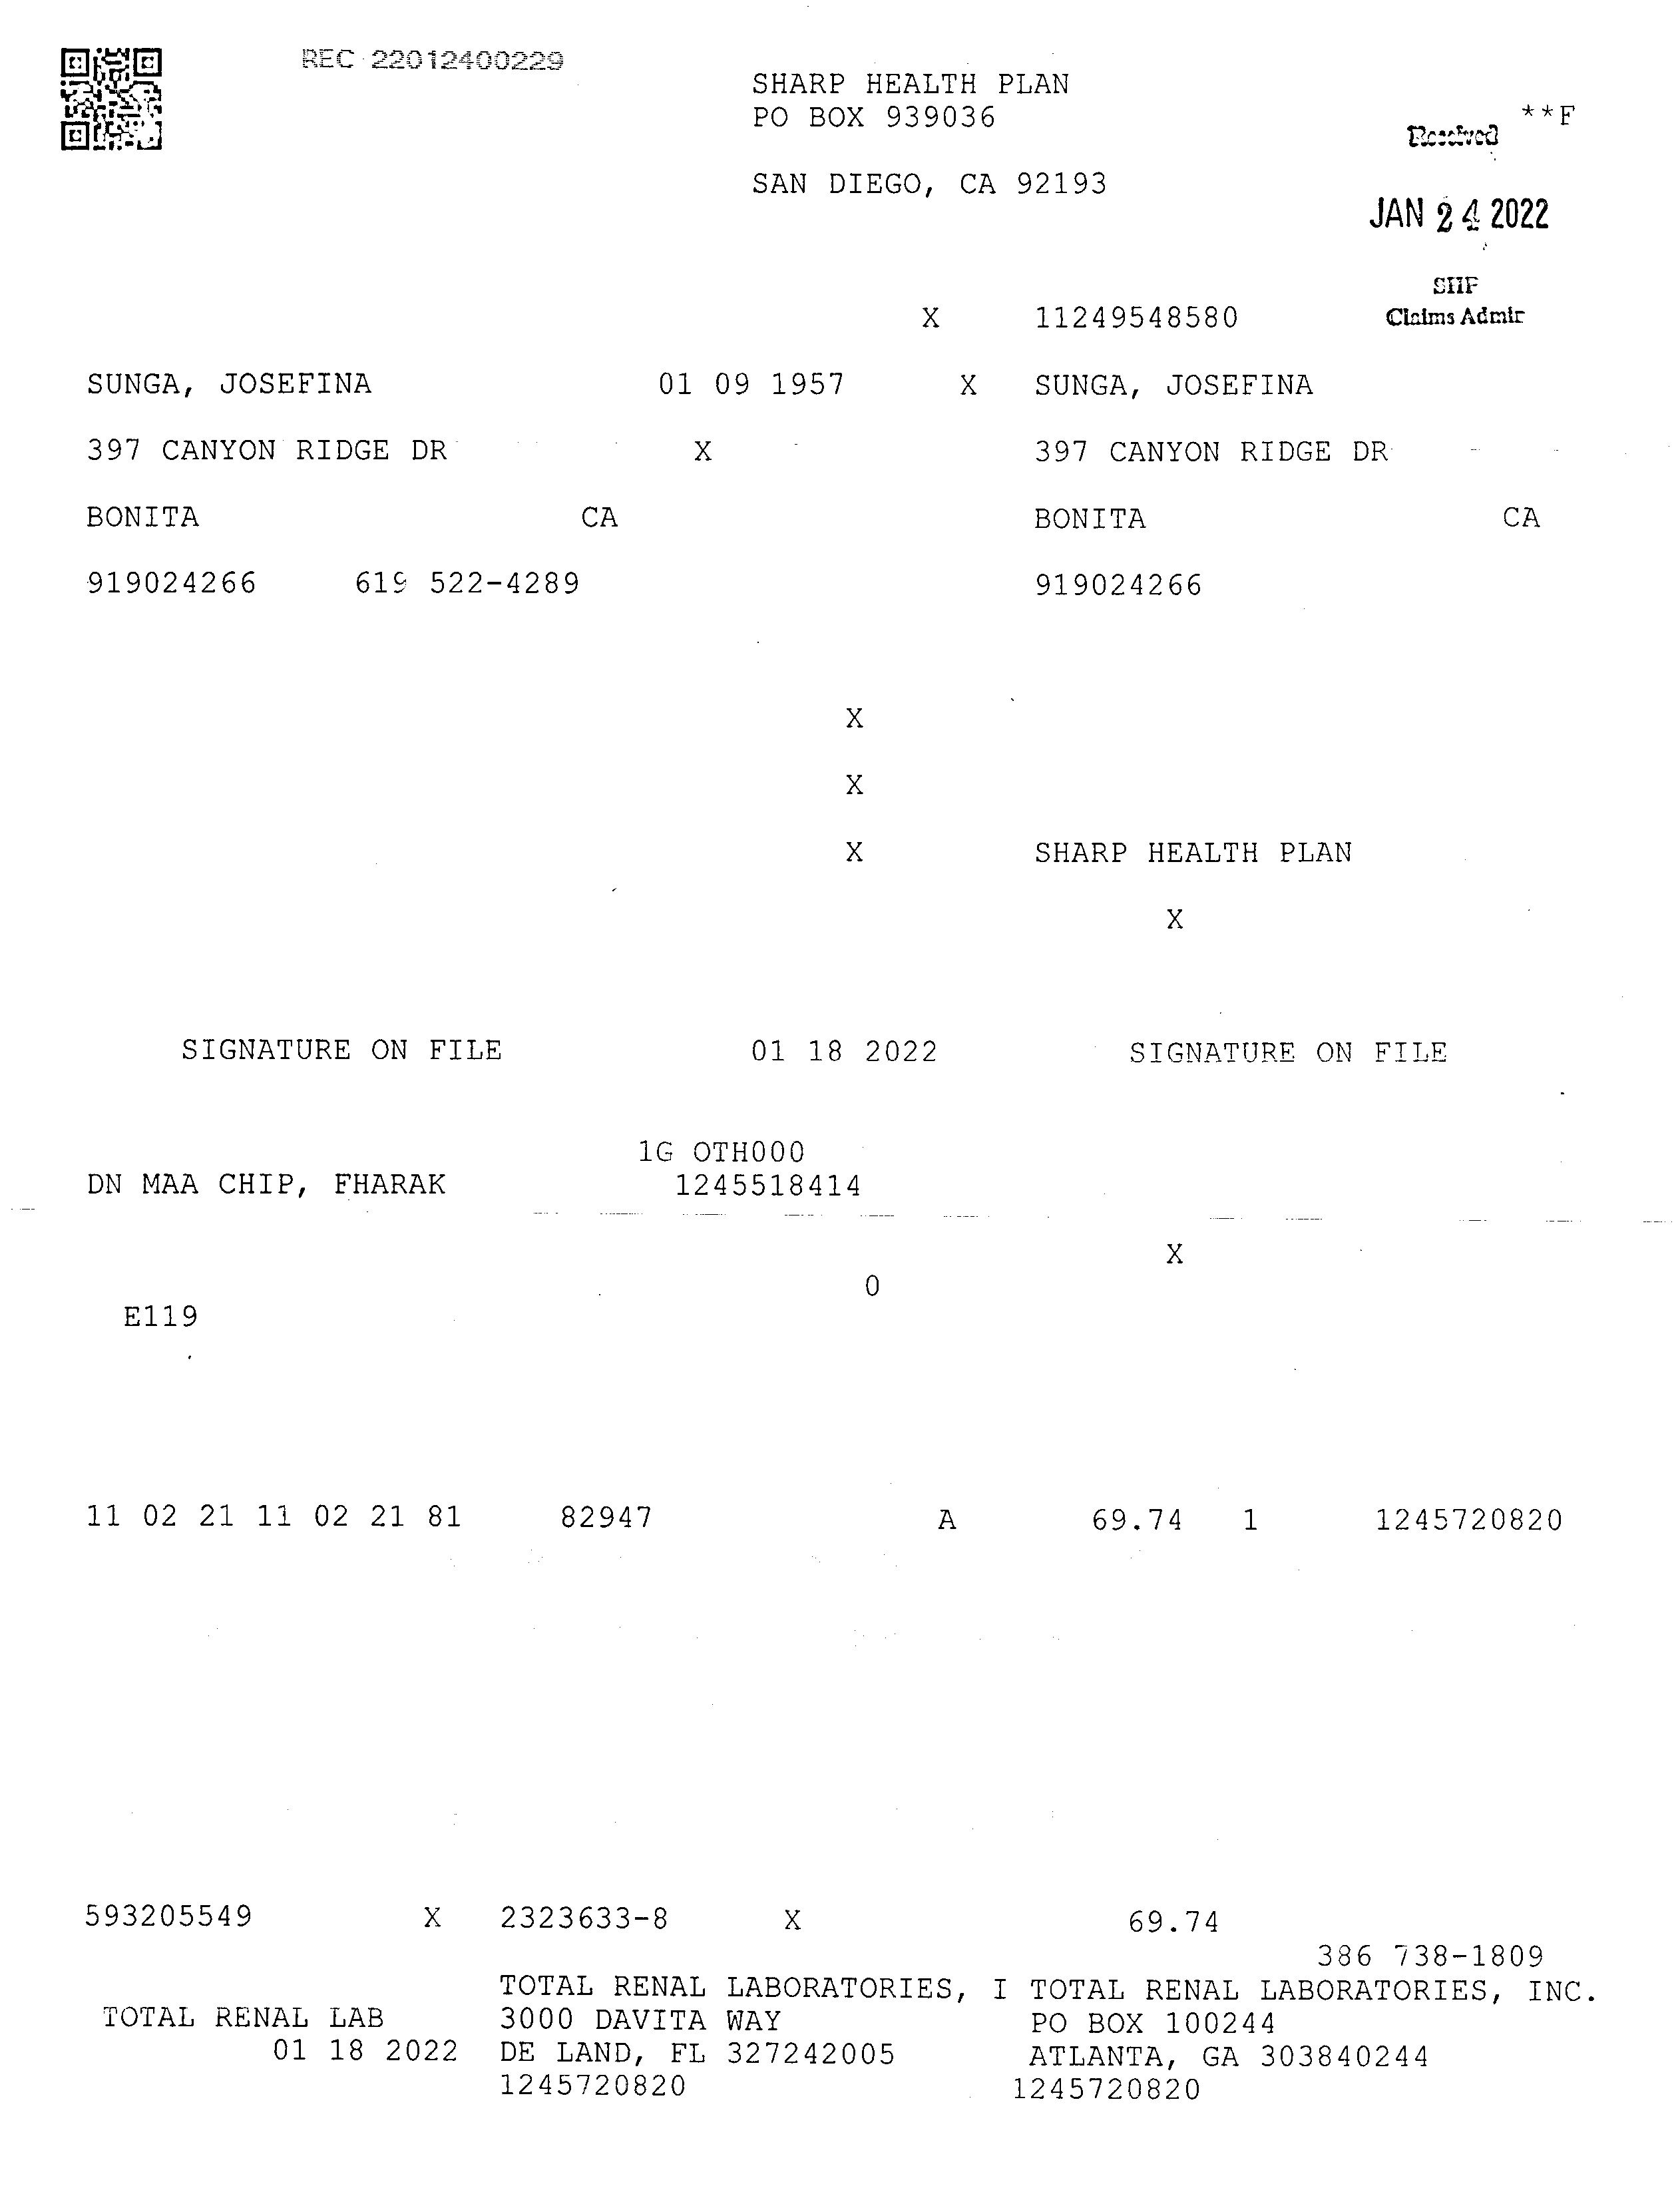 REC 22012400229
SHARP HEALTH PLAN
PO BOX 939036
**F
Received
SAN DIEGO, CA 92193
JAN 24 2022
SHP
Claims Admin
X 11249548580
SUNGA, JOSEFINA 01 09 1957 X SUNGA, JOSEFINA
397 CANYON RIDGE DR X 397 CANYON RIDGE DR
BONITA CA BONITA CA
919024266 619 522-4289 919024266
X
X
X SHARP HEALTH PLAN
X
SIGNATURE ON FILE 01 18 2022 SIGNATURE ON FILE
1G OTH000
DN MAA CHIP, FHARAK 1245518414
X
0
E119
11 02 21 11 02 21 81 82947 A 69.74 1 1245720820
593205549 X 2323633-8 X 69.74
386 738-1809
TOTAL RENAL LABORATORIES, I TOTAL RENAL LABORATORIES, INC.
TOTAL RENAL LAB 3000 DAVITA WAY PO BOX 100244
01 18 2022 DE LAND, FL 327242005 ATLANTA, GA 303840244
1245720820 1245720820